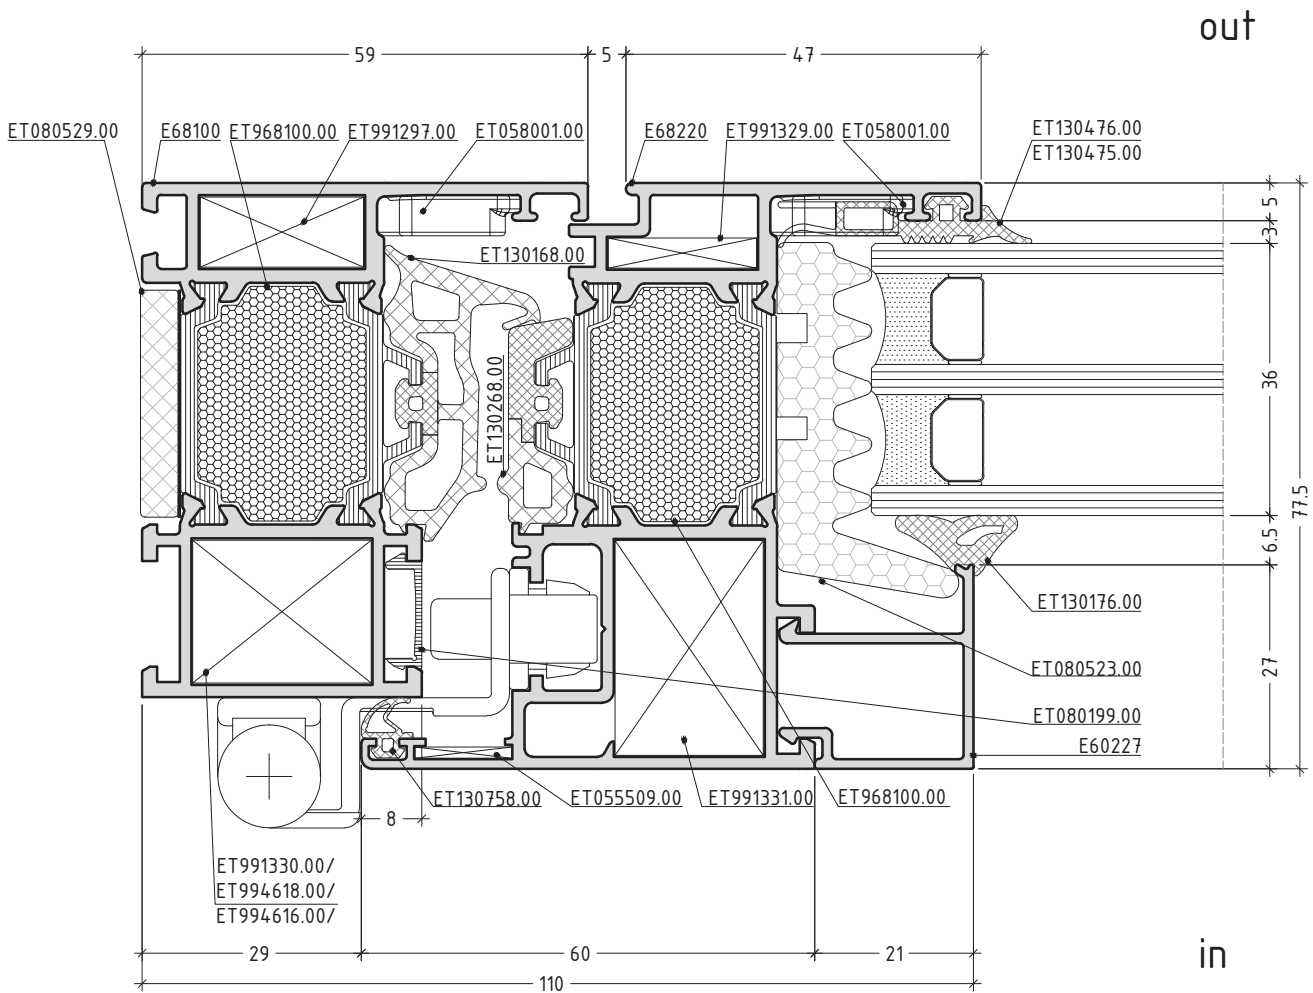 out
59
5
47
ET080529.00
E68100
ET968100.00
ET991297.00
ET058001.00
E68220
ET991329.00
ET058001.00
ET130476.00
ET130475.00
5
3
ET130168.00
36
77.5
ET130268.00
6.5
ET130176.00
ET080523.00
27
ET080199.00
E60227
ET130758.00
ET055509.00
ET991331.00
ET968100.00
8
ET991330.00/
ET994618.00/
ET994616.00/
29
60
21
in
110